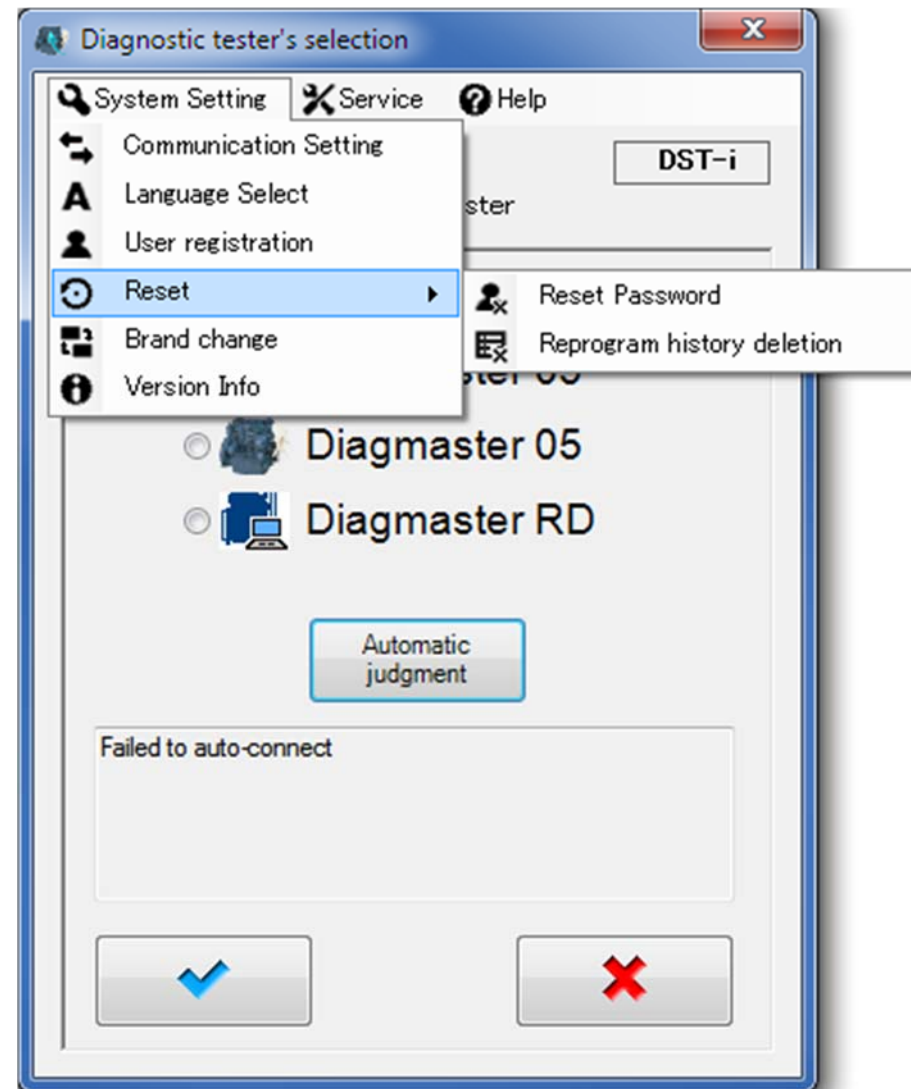 Diagnostic tester's selection
System Setting Service Help
Communication Setting
DST-i
Language Select
ster
User registration
Reset
Reset Password
Brand change
Reprogram history deletion
Version Info
Diagmaster 05
Diagmaster RD
Automatic
judgment
Failed to auto-connect